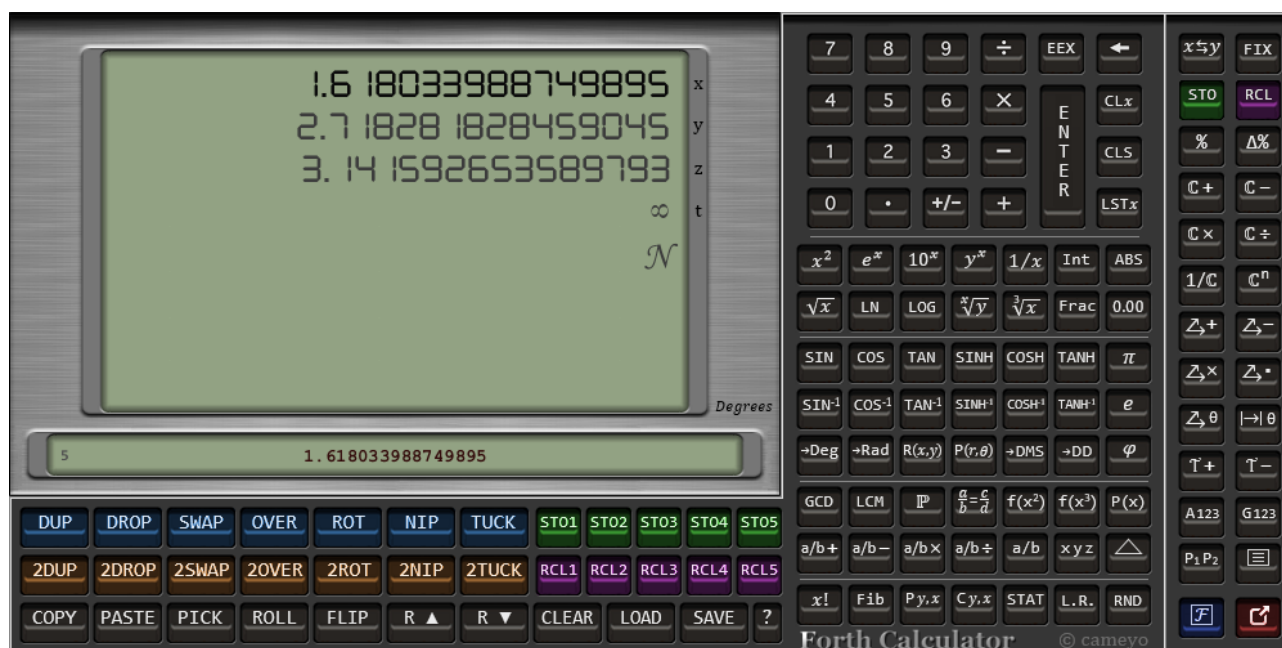 1.618033988749895 x
2.718281828459045 y
3.141592653589793 z
∞ t
𝒩
Degrees
5 1.618033988749895
DUP DROP SWAP OVER ROT NIP TUCK STO1 STO2 STO3 STO4 STO5
2DUP 2DROP 2SWAP 2OVER 2ROT 2NIP 2TUCK RCL1 RCL2 RCL3 RCL4 RCL5
COPY PASTE PICK ROLL FLIP R ▲ R ▼ CLEAR LOAD SAVE ?
7 8 9 ÷ EEX ←
4 5 6 × ENTER CLx
1 2 3 − CLS
0 · +/− + LSTx
x² eˣ 10ˣ yˣ 1/x Int ABS
√x LN LOG ˣ√y ³√x Frac 0.00
SIN COS TAN SINH COSH TANH π
SIN⁻¹ COS⁻¹ TAN⁻¹ SINH⁻¹ COSH⁻¹ TANH⁻¹ e
→Deg →Rad R(x,y) P(r,θ) →DMS →DD φ
GCD LCM ℙ a/b=c/d f(x²) f(x³) P(x)
a/b+ a/b− a/b× a/b÷ a/b xyz △
x! Fib Py,x Cy,x STAT L.R. RND
Forth Calculator © cameyo
x⇆y FIX
STO RCL
% Δ%
ℂ+ ℂ−
ℂ× ℂ÷
1/ℂ ℂⁿ
+ −
× ·
θ |→| θ
T+ T−
A123 G123
P₁P₂
ℱ